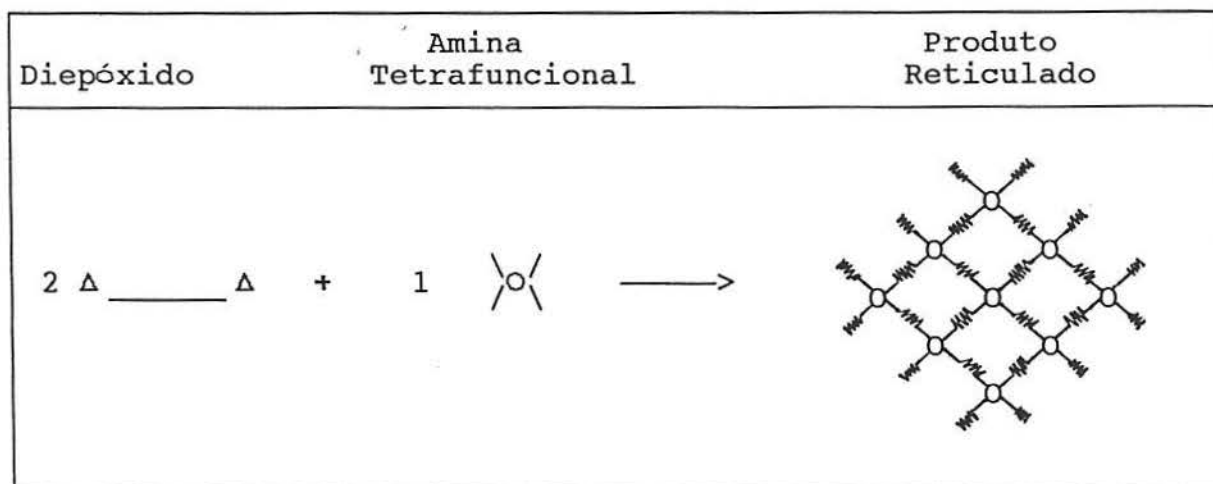 Diepóxido
Amina
Tetrafuncional
Produto
Reticulado
2 Δ Δ + 1 O ———>
O
O O
O O O
O O
O